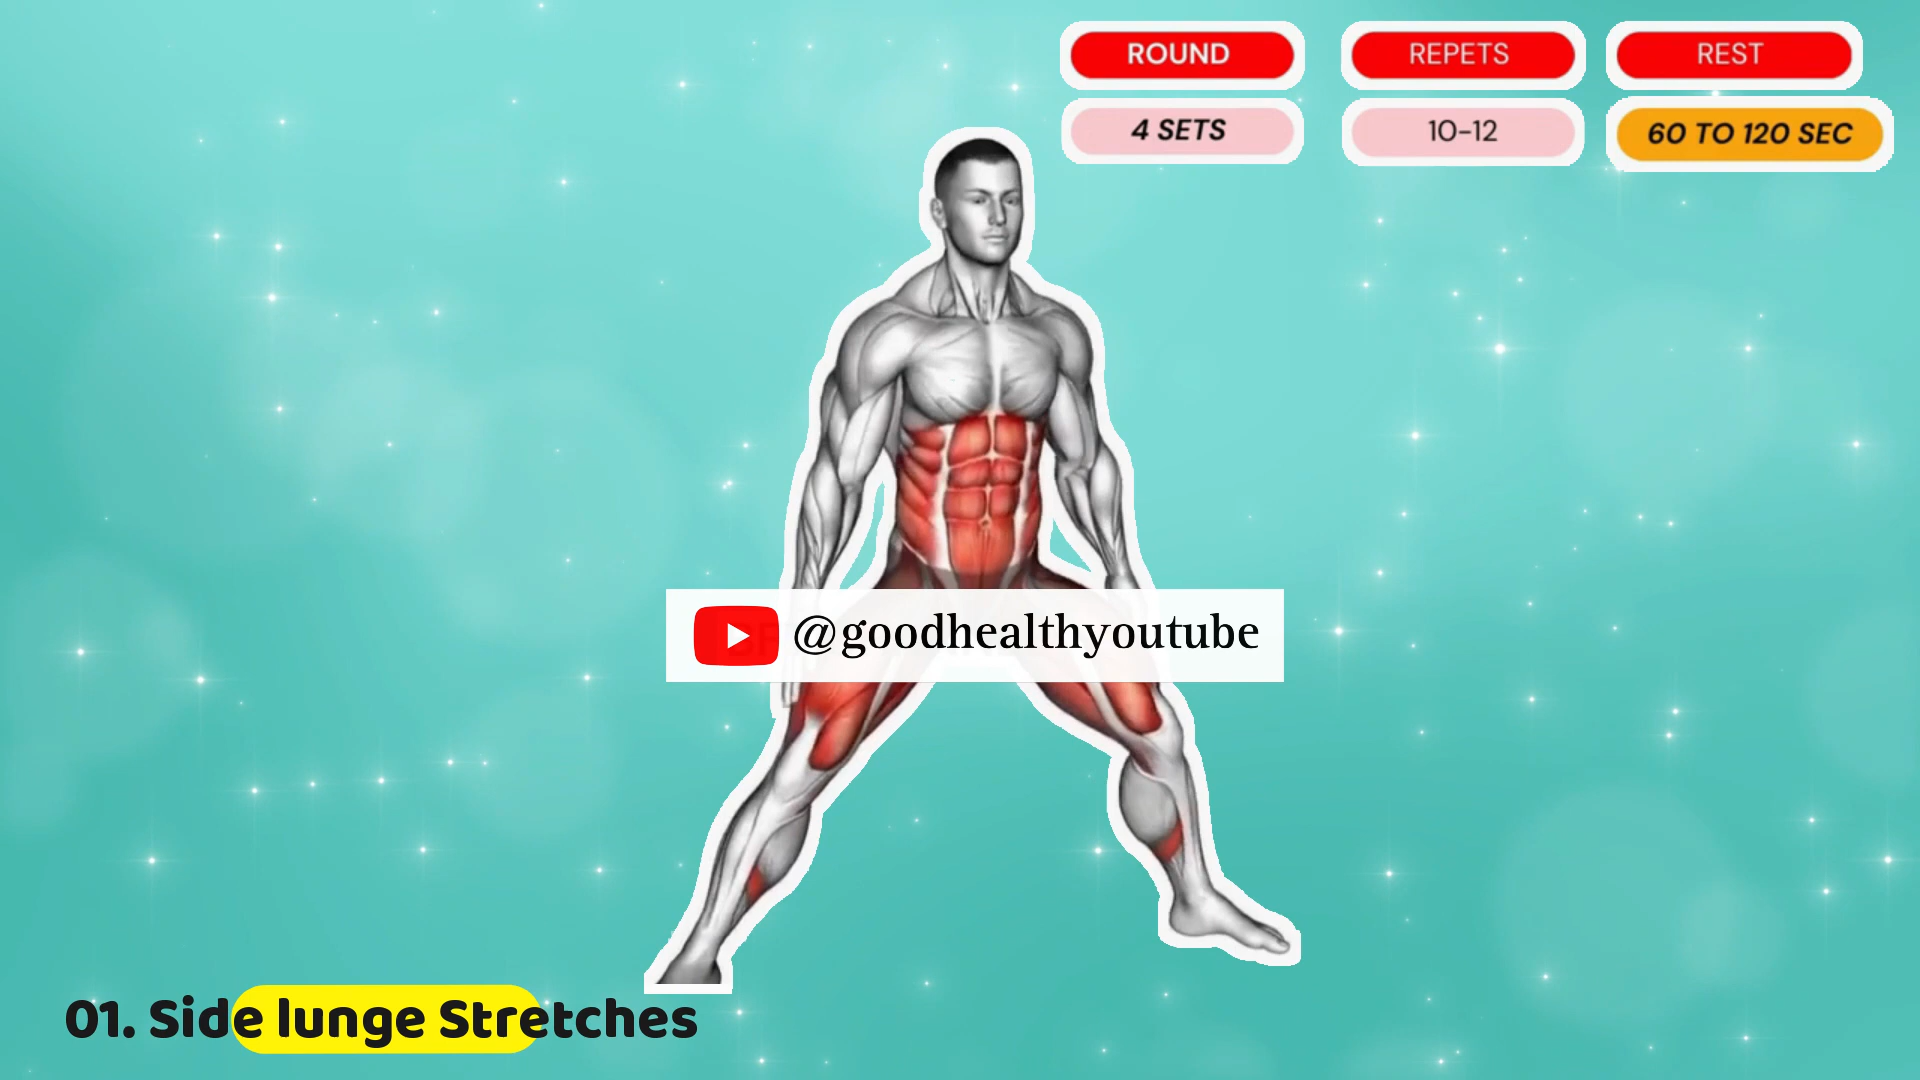 ROUND
REPETS
REST
4 SETS
10-12
60 TO 120 SEC
@goodhealthyoutube
01. Side lunge Stretches